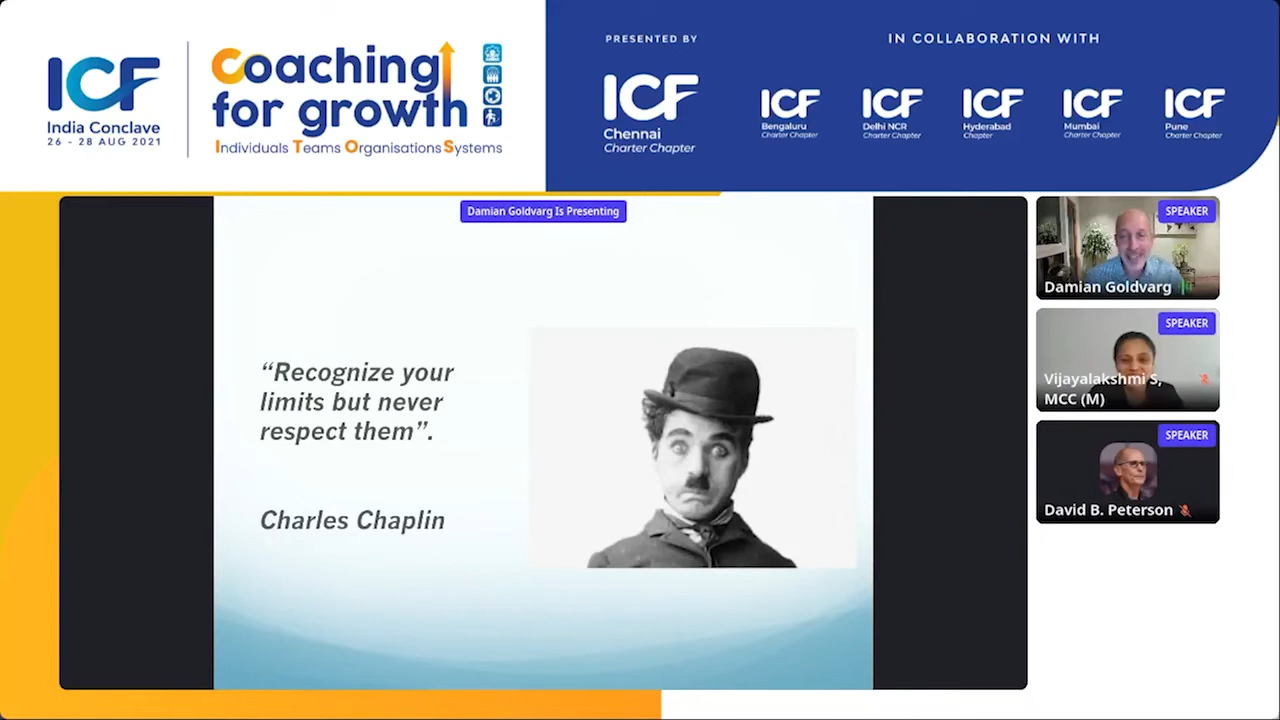 ICF
India Conclave
26 - 28 AUG 2021
Coaching
for growth
Individuals Teams Organisations Systems
PRESENTED BY
ICF
Chennai
Charter Chapter
IN COLLABORATION WITH
ICF
Bengaluru
Charter Chapter
ICF
Delhi NCR
Charter Chapter
ICF
Hyderabad
Chapter
ICF
Mumbai
Charter Chapter
ICF
Pune
Charter Chapter
Damian Goldvarg Is Presenting
“Recognize your
limits but never
respect them”.
Charles Chaplin
SPEAKER
Damian Goldvarg
SPEAKER
Vijayalakshmi S,
MCC (M)
SPEAKER
David B. Peterson